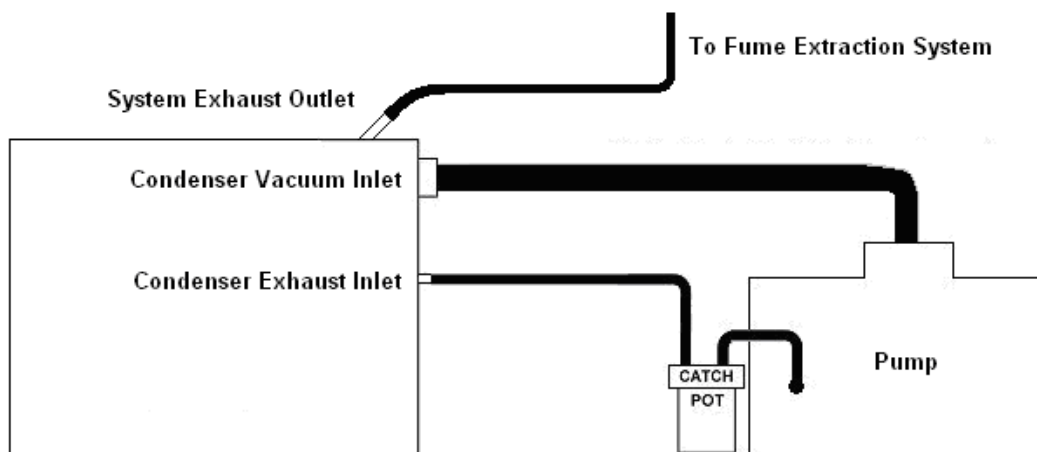 To Fume Extraction System
System Exhaust Outlet
Condenser Vacuum Inlet
Condenser Exhaust Inlet
Pump
CATCH
POT